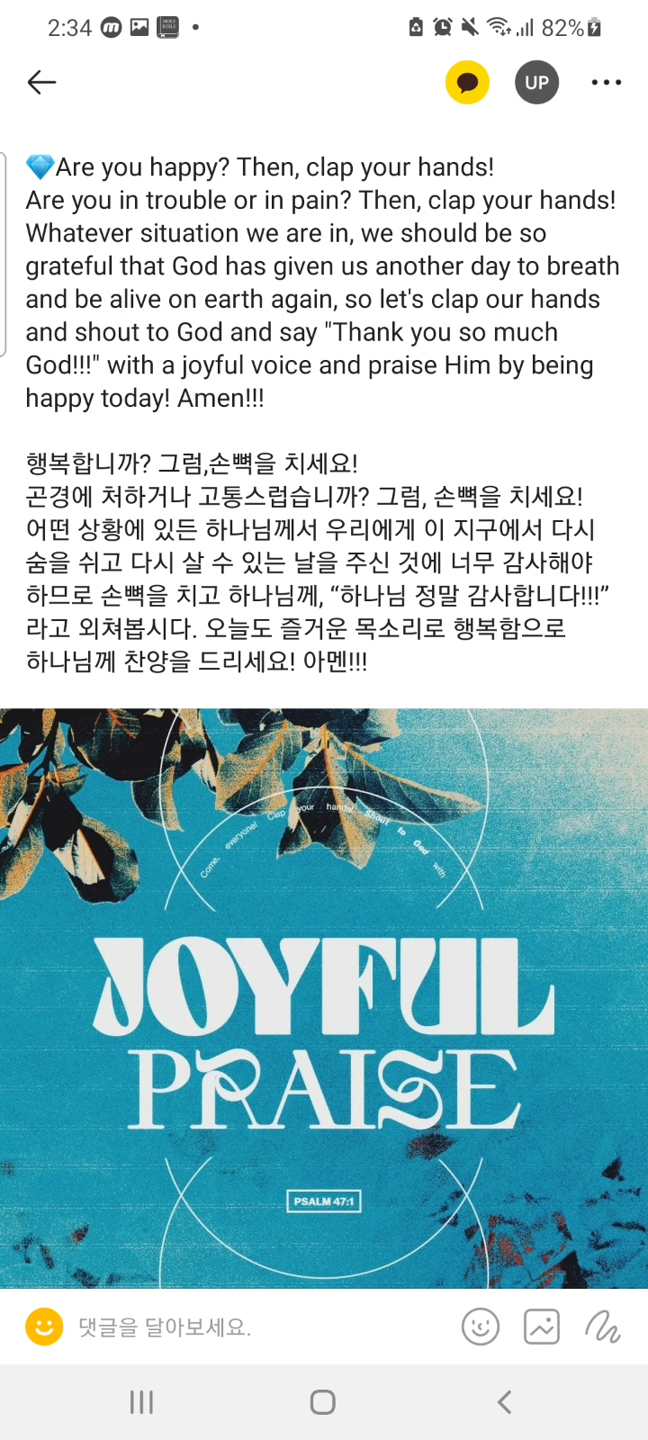 2:34
82%
UP
Are you happy? Then, clap your hands!
Are you in trouble or in pain? Then, clap your hands!
Whatever situation we are in, we should be so
grateful that God has given us another day to breath
and be alive on earth again, so let's clap our hands
and shout to God and say "Thank you so much
God!!!" with a joyful voice and praise Him by being
happy today! Amen!!!
행복합니까? 그럼,손뼉을 치세요!
곤경에 처하거나 고통스럽습니까? 그럼, 손뼉을 치세요!
어떤 상황에 있든 하나님께서 우리에게 이 지구에서 다시
숨을 쉬고 다시 살 수 있는 날을 주신 것에 너무 감사해야
하므로 손뼉을 치고 하나님께, “하나님 정말 감사합니다!!!”
라고 외쳐봅시다. 오늘도 즐거운 목소리로 행복함으로
하나님께 찬양을 드리세요! 아멘!!!
Come, everyone! Clap your hands! Shout to God with
JOYFUL
PRAISE
PSALM 47:1
댓글을 달아보세요.